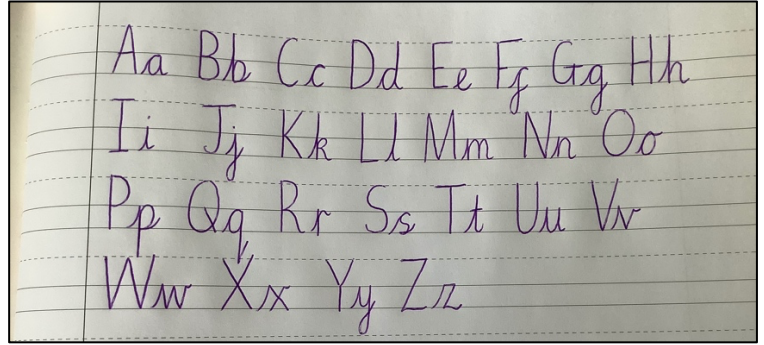 Aa Bb Cc Dd Ee Ff Gg Hh
Ii Jj Kk Ll Mm Nn Oo
Pp Qq Rr Ss Tt Uu Vv
Ww Xx Yy Zz